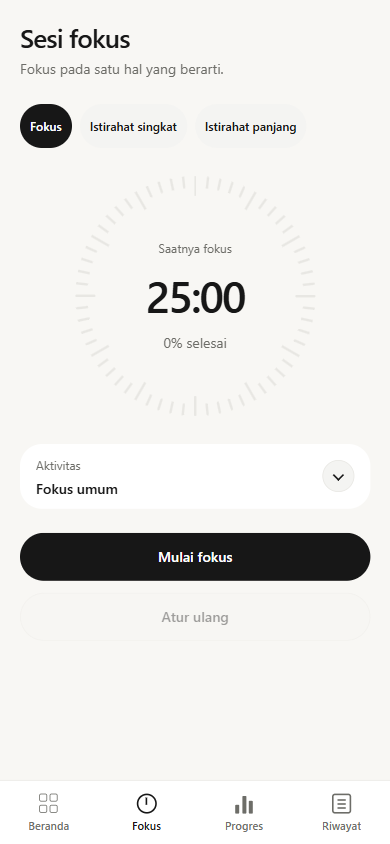 Sesi fokus
Fokus pada satu hal yang berarti.
Fokus
Istirahat singkat
Istirahat panjang
Saatnya fokus
25:00
0% selesai
Aktivitas
Fokus umum
Mulai fokus
Atur ulang
Beranda
Fokus
Progres
Riwayat